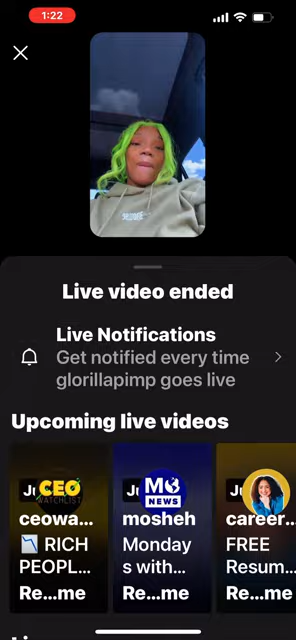 1:22
Live video ended
Live Notifications
Get notified every time
glorillapimp goes live
Upcoming live videos
CEO
WATCHLIST
ceowa...
RICH
PEOPL...
Re...me
MO
NEWS
mosheh
Monday
s with...
Re...me
career...
FREE
Resum...
Re...me